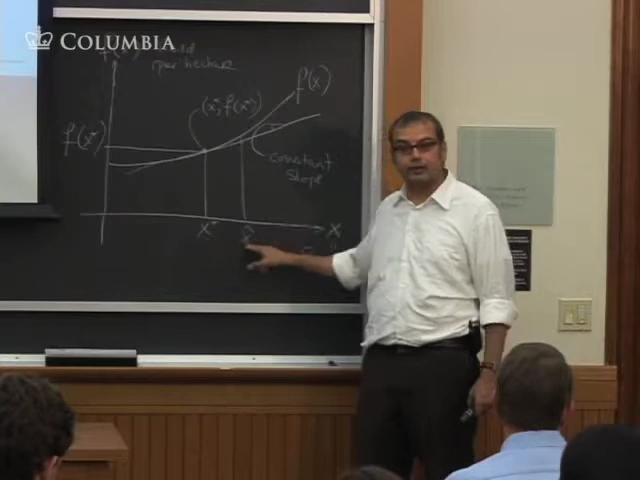 COLUMBIA
per hectare
f(x)
(x*, f(x*))
f(x*)
constant
slope
x*
x̂
X